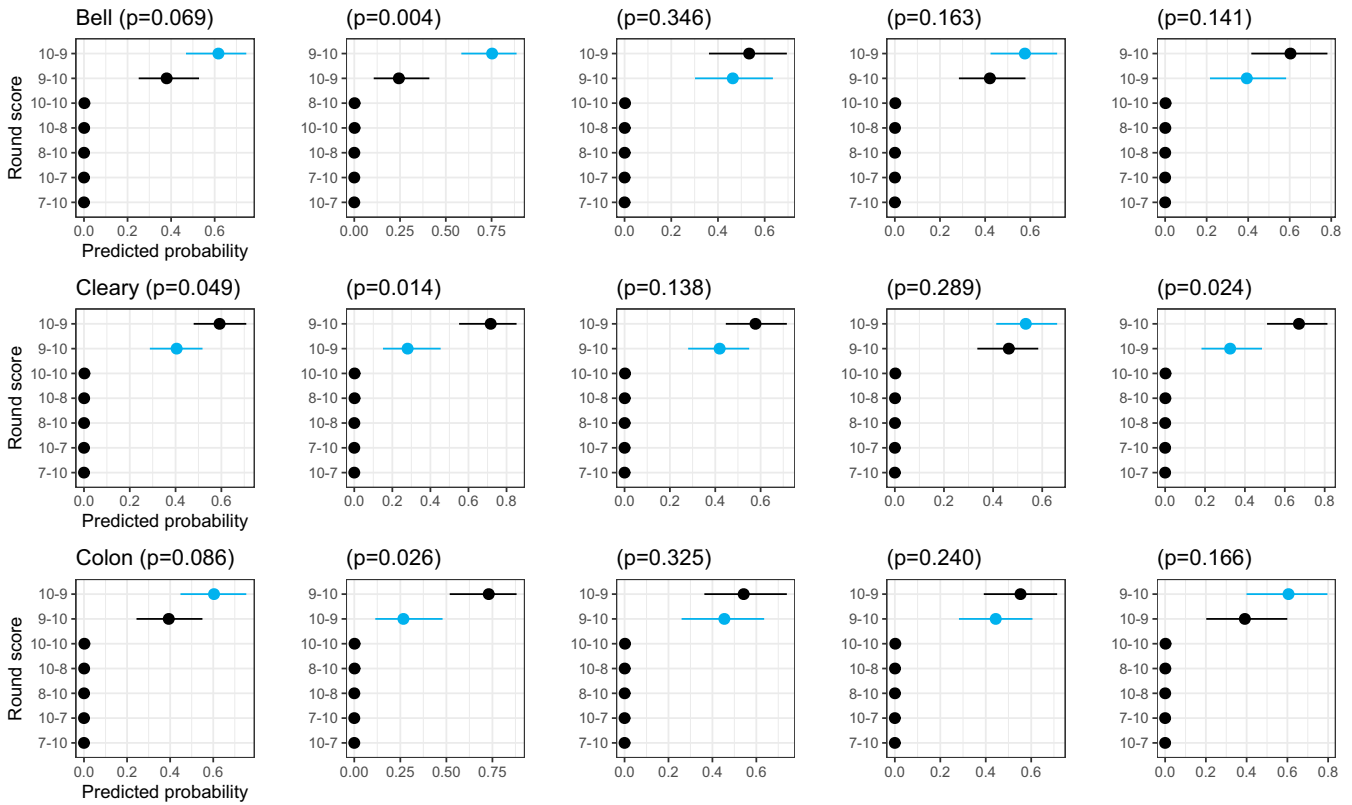 Bell (p=0.069)
Round score
10-9
9-10
10-10
10-8
8-10
10-7
7-10
0.0 0.2 0.4 0.6
Predicted probability
(p=0.004)
9-10
10-9
8-10
10-10
10-8
7-10
10-7
0.00 0.25 0.50 0.75
(p=0.346)
10-9
9-10
10-10
10-8
8-10
10-7
7-10
0.0 0.2 0.4 0.6
(p=0.163)
10-9
9-10
10-10
10-8
8-10
10-7
7-10
0.0 0.2 0.4 0.6
(p=0.141)
9-10
10-9
10-10
8-10
10-8
7-10
10-7
0.0 0.2 0.4 0.6 0.8
Cleary (p=0.049)
Round score
10-9
9-10
10-10
10-8
8-10
10-7
7-10
0.0 0.2 0.4 0.6
Predicted probability
(p=0.014)
9-10
10-9
10-10
8-10
10-8
7-10
10-7
0.0 0.2 0.4 0.6 0.8
(p=0.138)
10-9
9-10
10-10
10-8
8-10
10-7
7-10
0.0 0.2 0.4 0.6
(p=0.289)
10-9
9-10
10-10
10-8
8-10
10-7
7-10
0.0 0.2 0.4 0.6
(p=0.024)
9-10
10-9
10-10
8-10
10-8
7-10
10-7
0.0 0.2 0.4 0.6 0.8
Colon (p=0.086)
Round score
10-9
9-10
10-10
10-8
8-10
10-7
7-10
0.0 0.2 0.4 0.6
Predicted probability
(p=0.026)
9-10
10-9
10-10
8-10
10-8
7-10
10-7
0.00 0.25 0.50 0.75
(p=0.325)
10-9
9-10
10-10
10-8
8-10
10-7
7-10
0.0 0.2 0.4 0.6
(p=0.240)
10-9
9-10
10-10
10-8
8-10
10-7
7-10
0.0 0.2 0.4 0.6
(p=0.166)
9-10
10-9
10-10
8-10
10-8
7-10
10-7
0.0 0.2 0.4 0.6 0.8